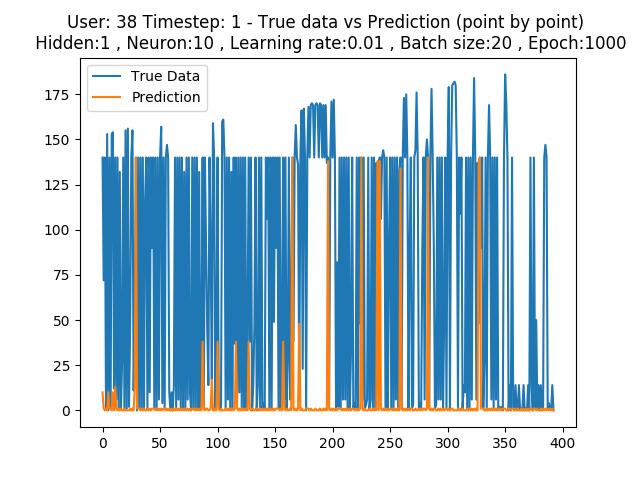 User: 38 Timestep: 1 - True data vs Prediction (point by point)
Hidden:1 , Neuron:10 , Learning rate:0.01 , Batch size:20 , Epoch:1000
True Data
Prediction
175
150
125
100
75
50
25
0
0 50 100 150 200 250 300 350 400